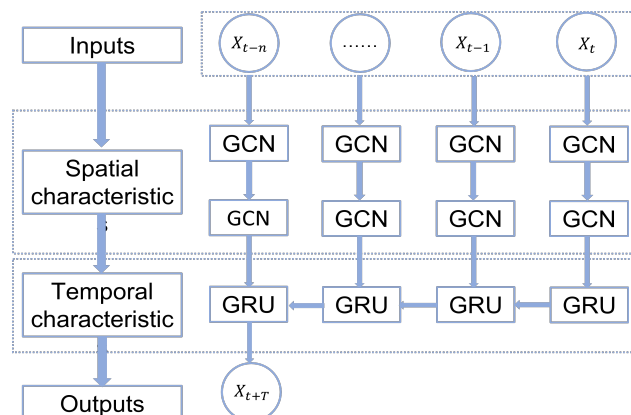 Inputs
X_{t-n}
......
X_{t-1}
X_t
GCN GCN GCN GCN
Spatial
characteristic
s
GCN GCN GCN GCN
Temporal
characteristic
GRU GRU GRU GRU
X_{t+T}
Outputs